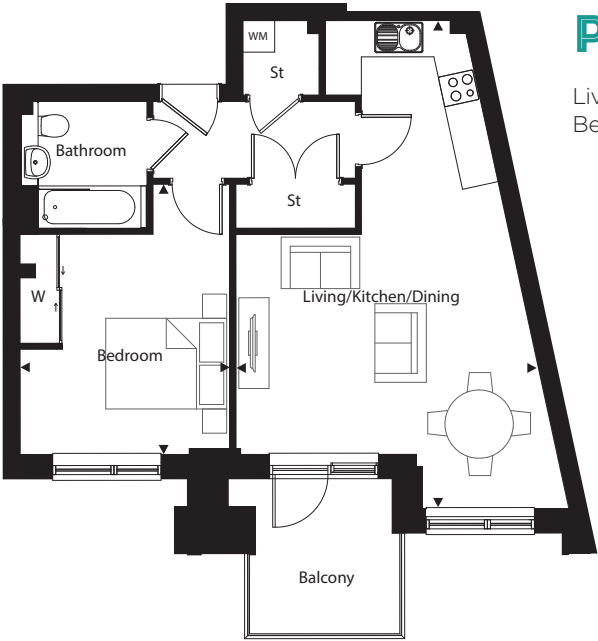 P
Liv
Be
WM
St
Bathroom
St
W
Living/Kitchen/Dining
Bedroom
Balcony